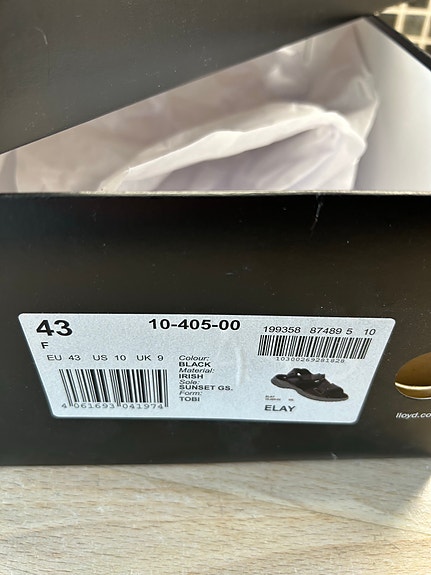 43
F
10-405-00
EU 43 US 10 UK 9
4 061693 041974
Colour:
BLACK
Material:
IRISH
Sole:
SUNSET GS.
Form:
TOBI
199358 87489 5 10
10300269281828
ELAY
lloyd.co